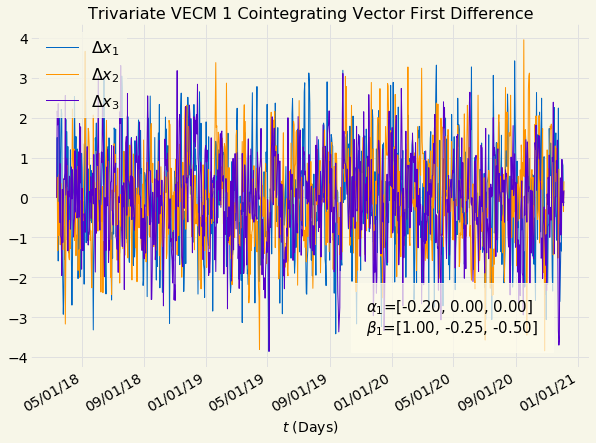 Trivariate VECM 1 Cointegrating Vector First Difference
4
3
2
1
0
−1
−2
−3
−4
Δx₁
Δx₂
Δx₃
α₁=[-0.20, 0.00, 0.00]
β₁=[1.00, -0.25, -0.50]
05/01/18
09/01/18
01/01/19
05/01/19
09/01/19
01/01/20
05/01/20
09/01/20
01/01/21
t (Days)